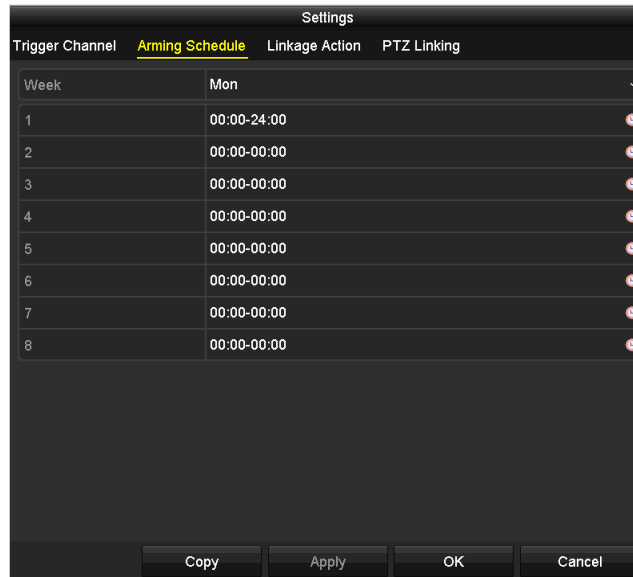 Settings
Trigger Channel Arming Schedule Linkage Action PTZ Linking
Week Mon
1 00:00-24:00
2 00:00-00:00
3 00:00-00:00
4 00:00-00:00
5 00:00-00:00
6 00:00-00:00
7 00:00-00:00
8 00:00-00:00
Copy Apply OK Cancel